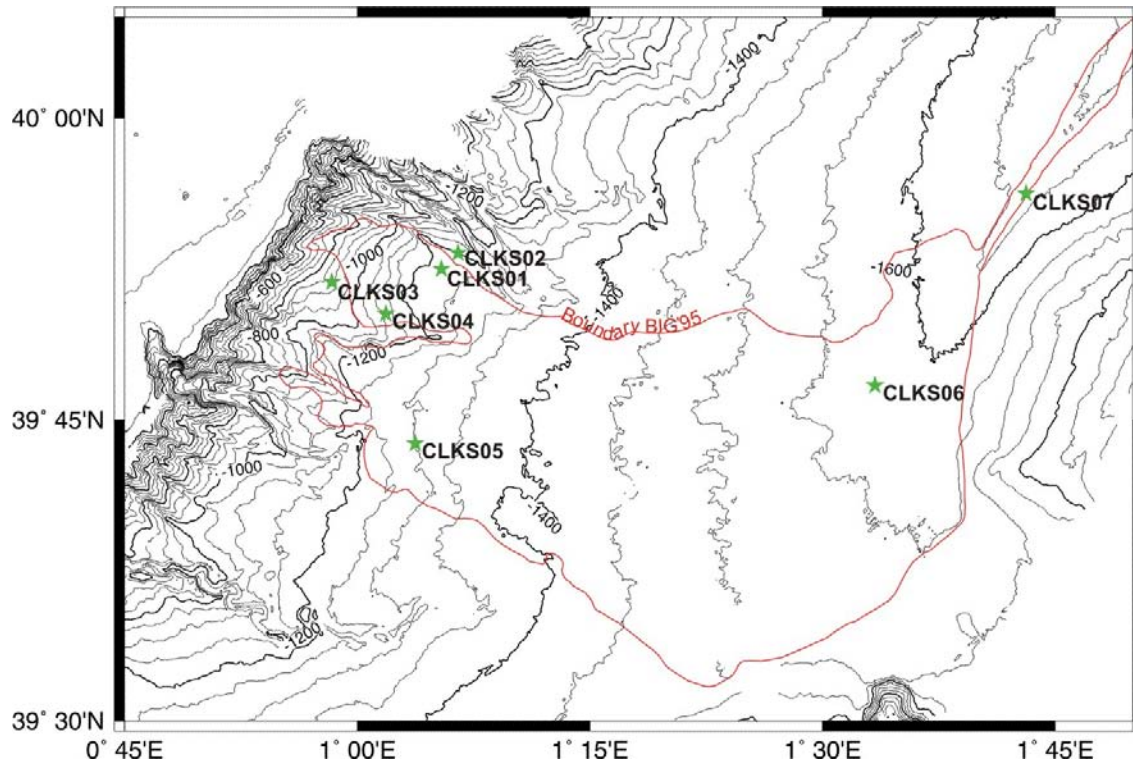 -1400
40° 00'N
-1200
CLKS07
CLKS02
-1000
CLKS01
-1600
-600
CLKS03
-1400
CLKS04
Boundary BIG'95
-800
-1200
CLKS06
39° 45'N
CLKS05
-1000
-1400
-1200
39° 30'N
0° 45'E
1° 00'E
1° 15'E
1° 30'E
1° 45'E